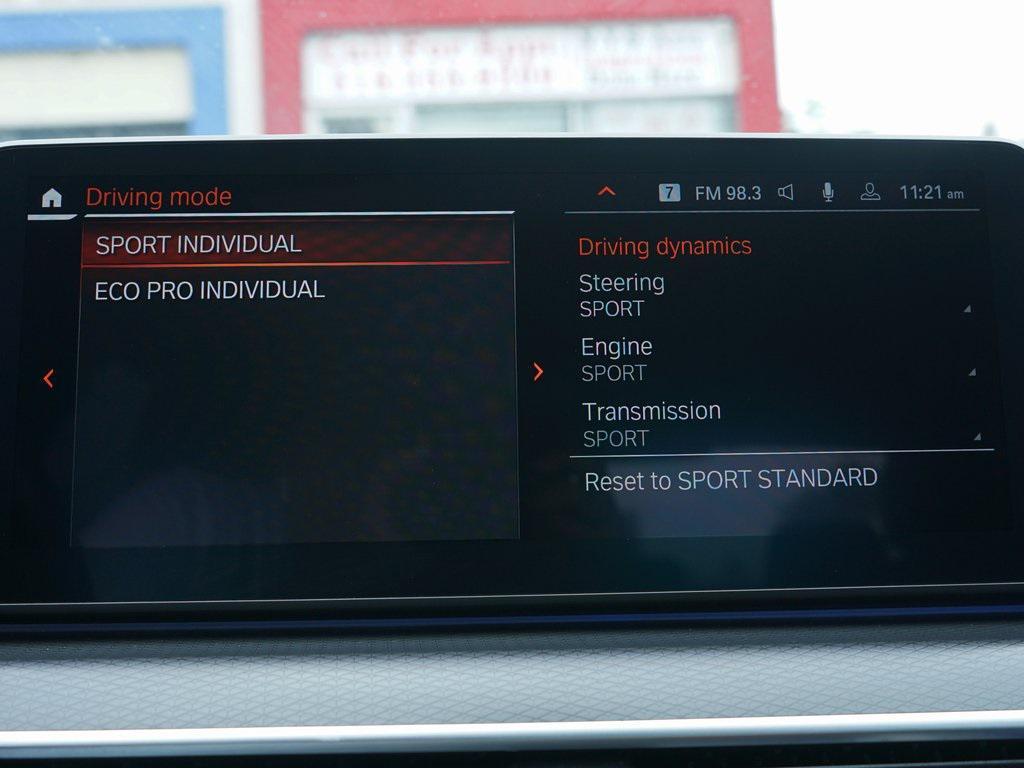 Driving mode
7 FM 98.3 11:21 am
SPORT INDIVIDUAL
ECO PRO INDIVIDUAL
Driving dynamics
Steering
SPORT
Engine
SPORT
Transmission
SPORT
Reset to SPORT STANDARD